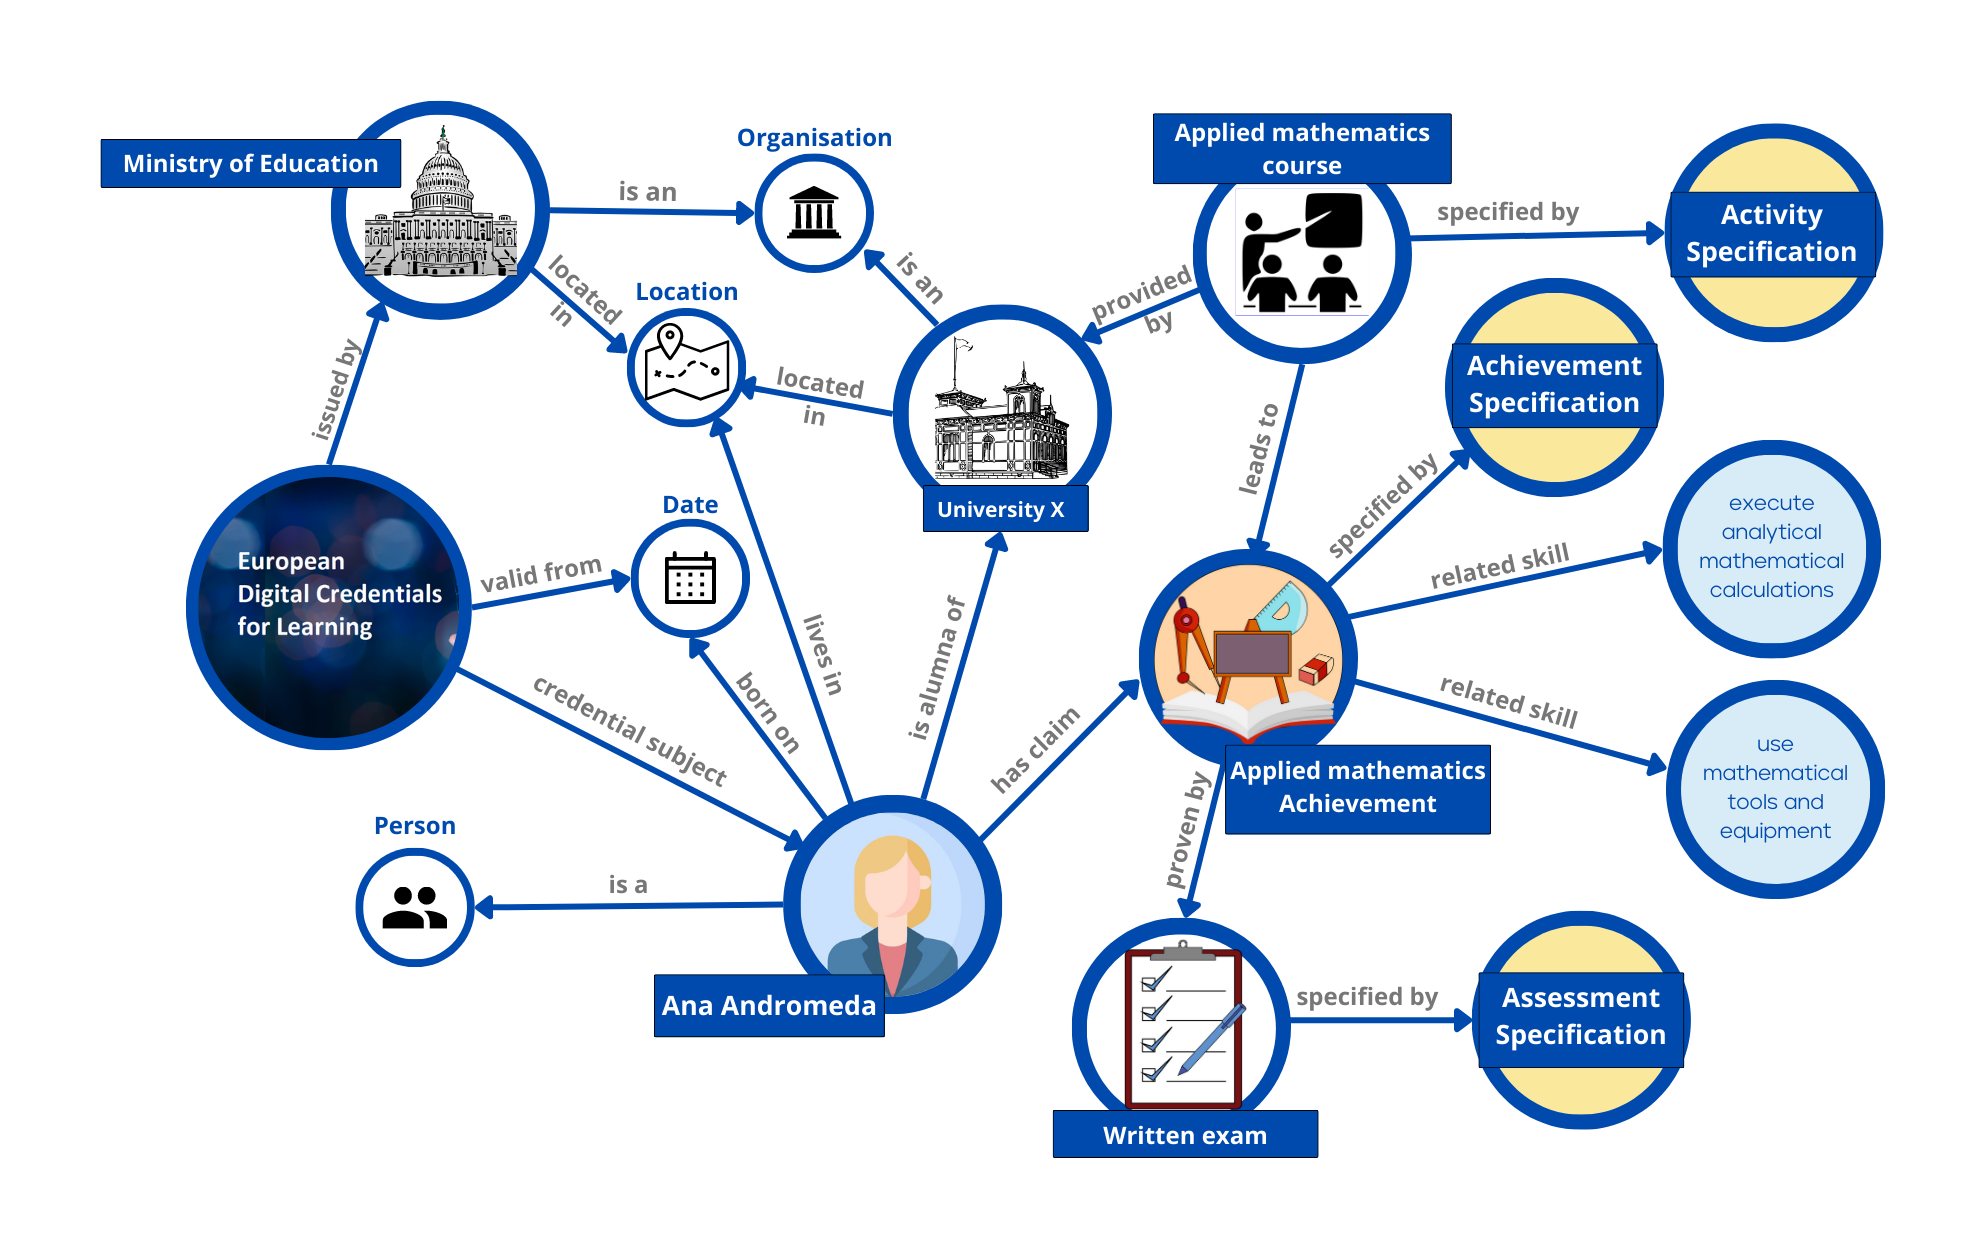 Ministry of Education
Organisation
is an
located
in
Location
is an
located
in
issued by
University X
provided
by
Applied mathematics
course
specified by
Activity
Specification
leads to
Achievement
Specification
specified by
execute
analytical
mathematical
calculations
related skill
European
Digital Credentials
for Learning
valid from
Date
born on
lives in
is alumna of
has claim
credential subject
related skill
use
mathematical
tools and
equipment
Applied mathematics
Achievement
proven by
Person
is a
Ana Andromeda
specified by
Assessment
Specification
Written exam